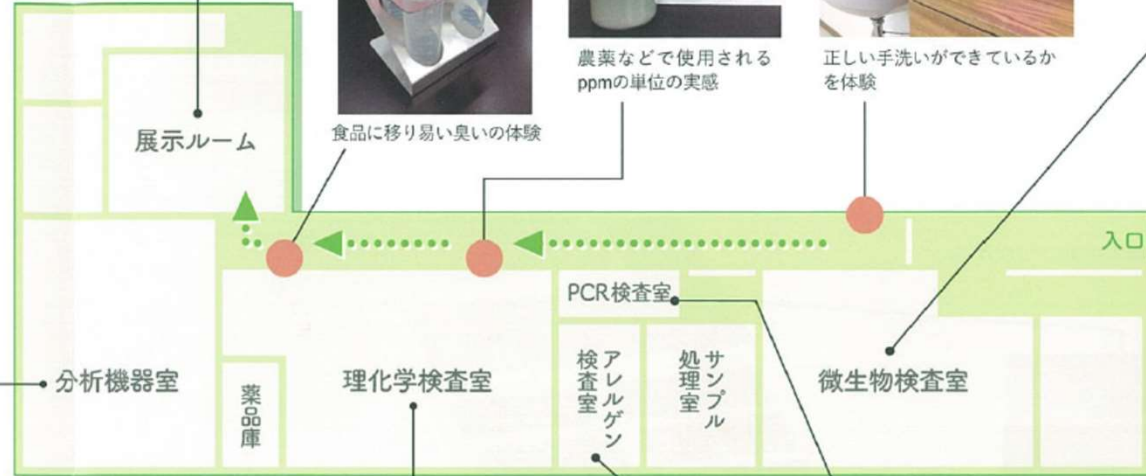 農薬などで使用される
ppmの単位の実感
正しい手洗いができているか
を体験
食品に移り易い臭いの体験
展示ルーム
入口
PCR検査室
分析機器室
薬品庫
理化学検査室
アレルゲン
検査室
サンプル
処理室
微生物検査室